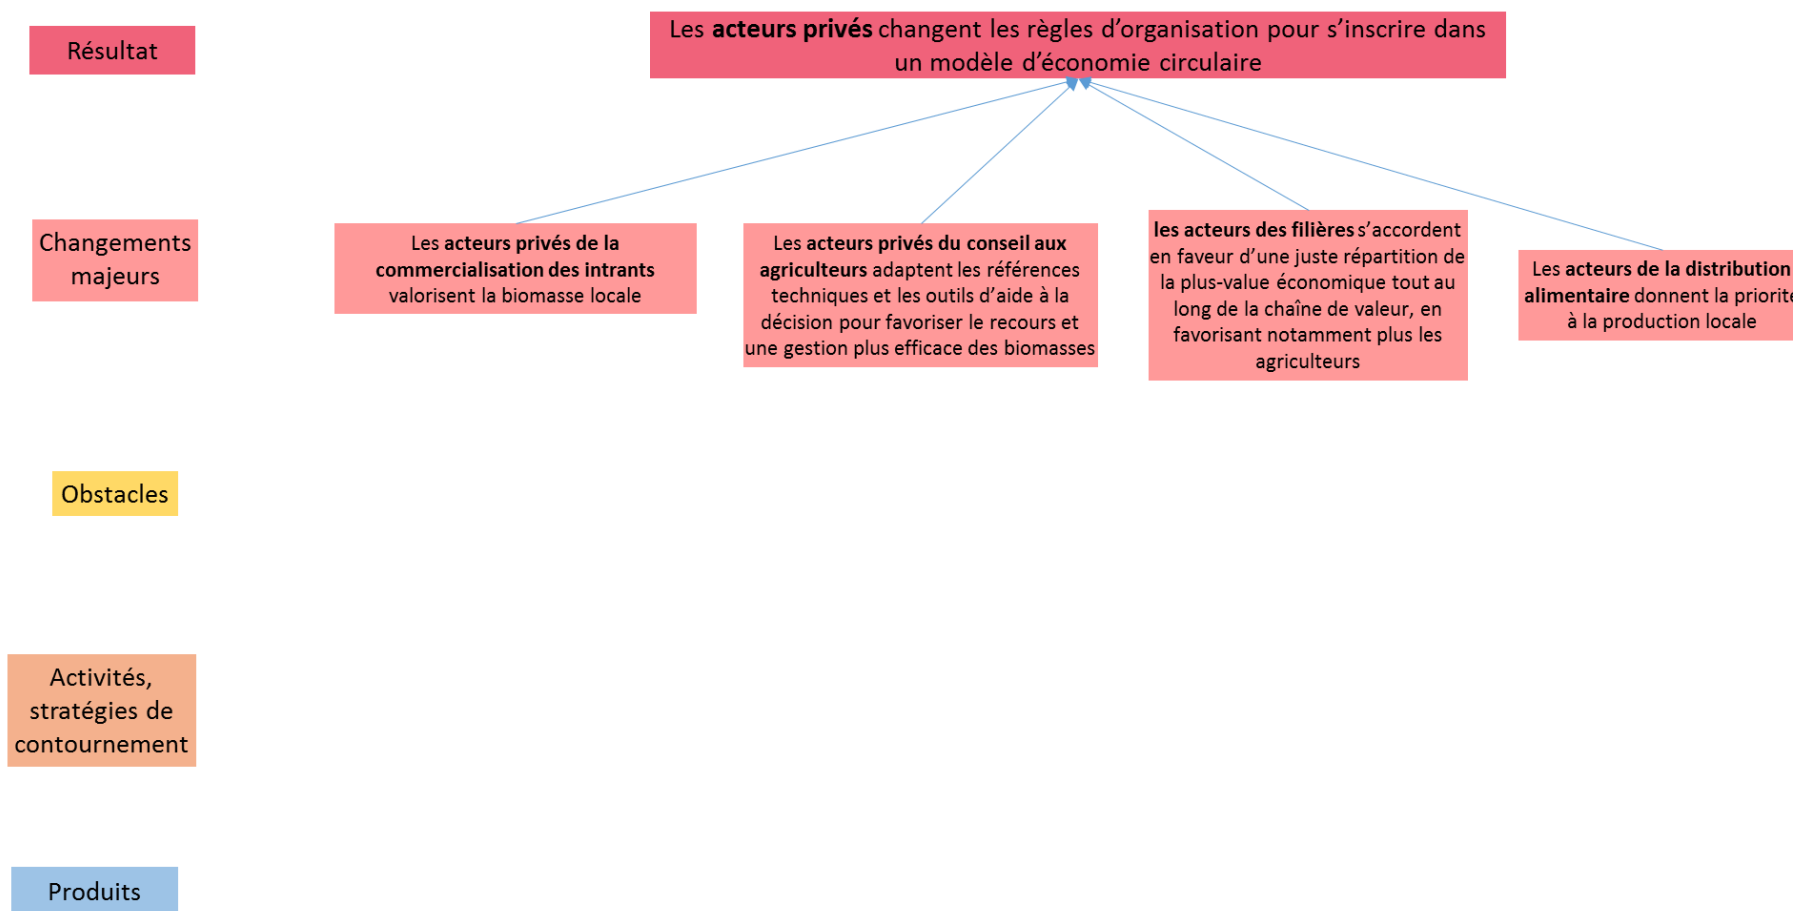 Résultat
Les acteurs privés changent les règles d’organisation pour s’inscrire dans
un modèle d’économie circulaire
Changements
majeurs
Les acteurs privés de la
commercialisation des intrants
valorisent la biomasse locale
Les acteurs privés du conseil aux
agriculteurs adaptent les références
techniques et les outils d’aide à la
décision pour favoriser le recours et
une gestion plus efficace des biomasses
les acteurs des filières s’accordent
en faveur d’une juste répartition de
la plus-value économique tout au
long de la chaîne de valeur, en
favorisant notamment plus les
agriculteurs
Les acteurs de la distribution
alimentaire donnent la priorité
à la production locale
Obstacles
Activités,
stratégies de
contournement
Produits